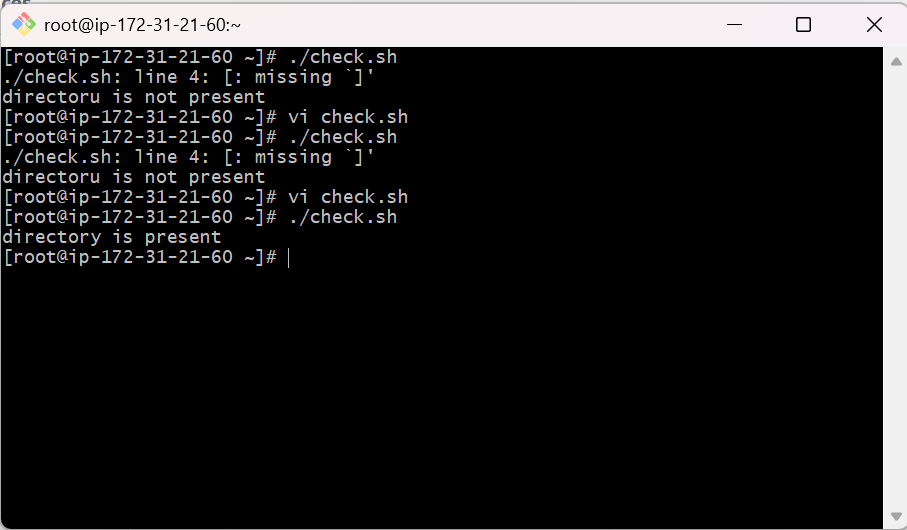 root@ip-172-31-21-60:~
[root@ip-172-31-21-60 ~]# ./check.sh
./check.sh: line 4: [: missing `]'
directoru is not present
[root@ip-172-31-21-60 ~]# vi check.sh
[root@ip-172-31-21-60 ~]# ./check.sh
./check.sh: line 4: [: missing `]'
directoru is not present
[root@ip-172-31-21-60 ~]# vi check.sh
[root@ip-172-31-21-60 ~]# ./check.sh
directory is present
[root@ip-172-31-21-60 ~]#